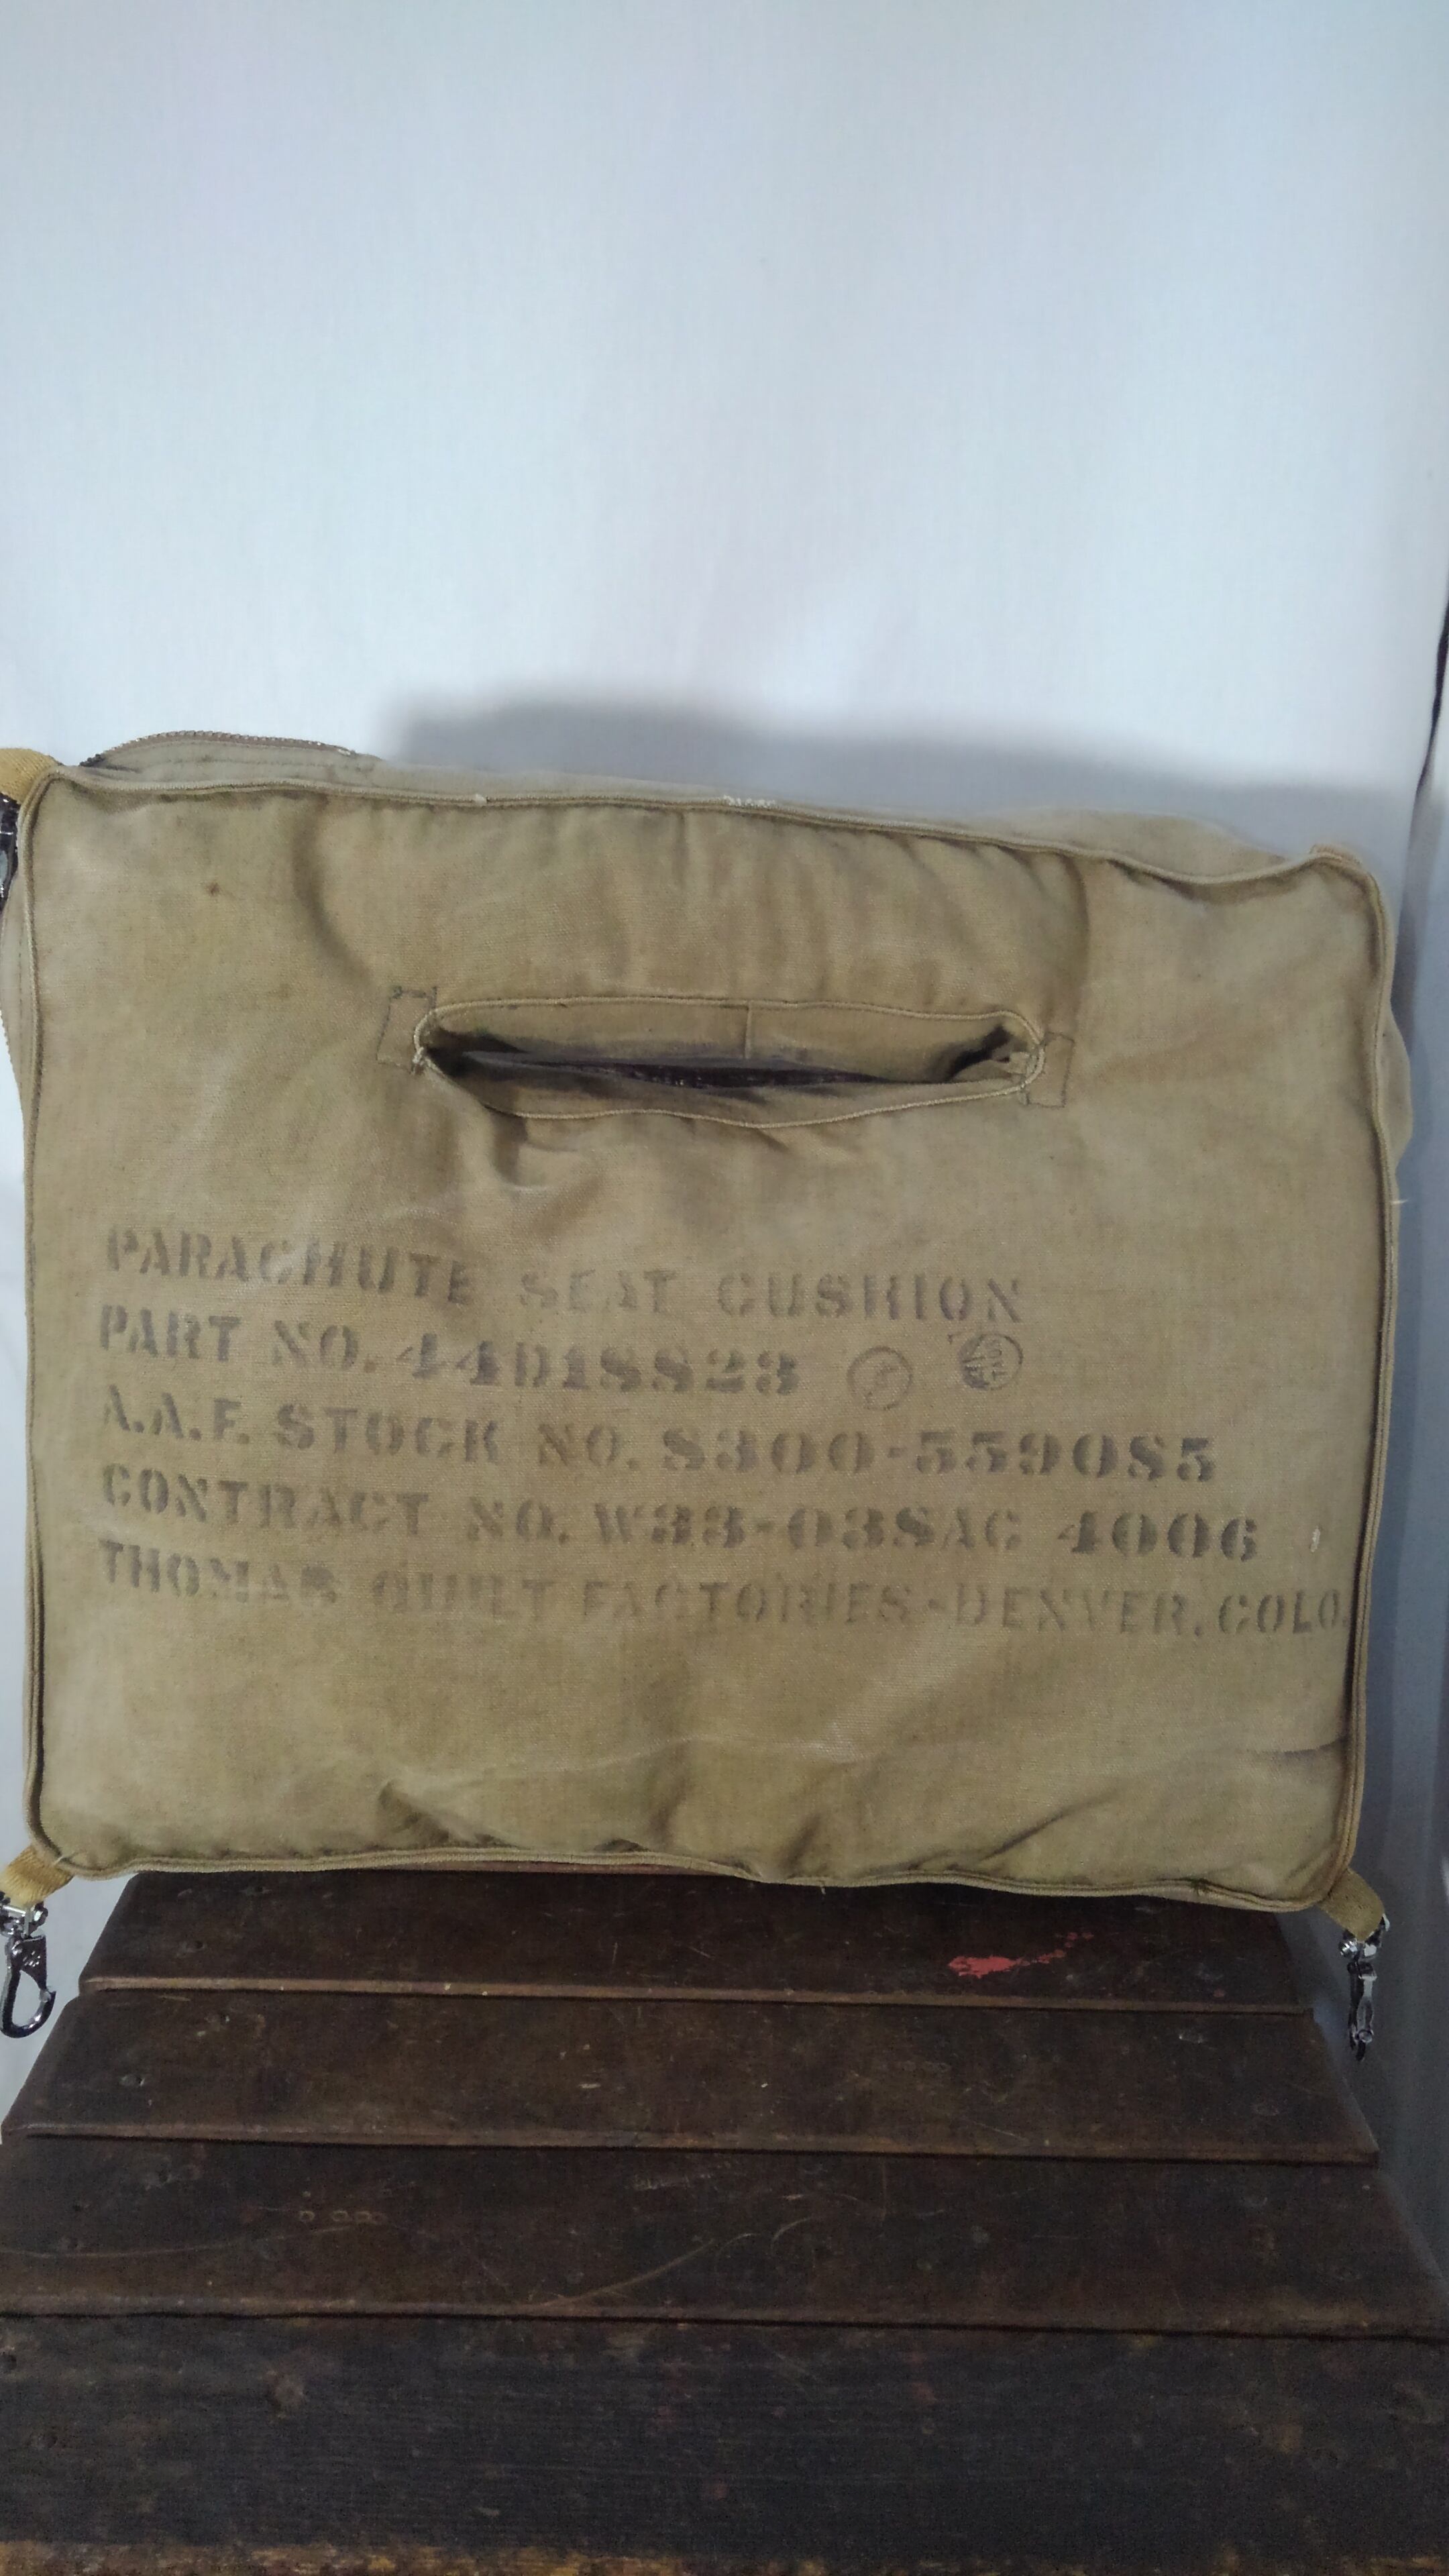 PARACHUTE SEAT CUSHION
PART NO. 44D18823
A.A.F. STOCK NO. 8300-559085
CONTRACT NO. W33-038AC 4006
THOMAS QUILT FACTORIES-DENVER, COLO.